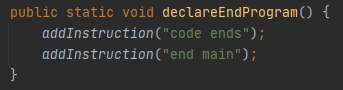 public static void declareEndProgram() {
    addInstruction("code ends");
    addInstruction("end main");
}